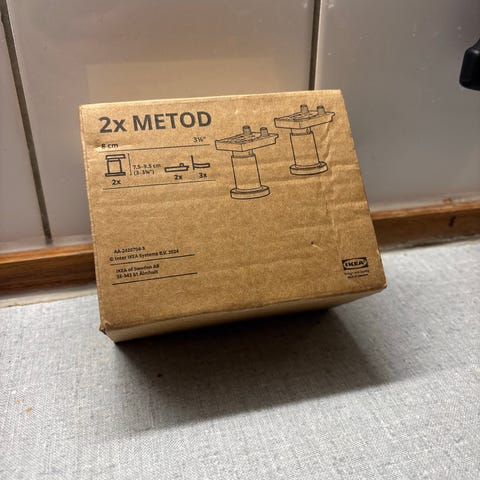 2x METOD
8 cm 3⅛"
7.5-9.5 cm
(3-3¾")
2x 2x 3x
AA-2420704-3
© Inter IKEA Systems B.V. 2024
IKEA of Sweden AB
SE-343 81 Älmhult
IKEA